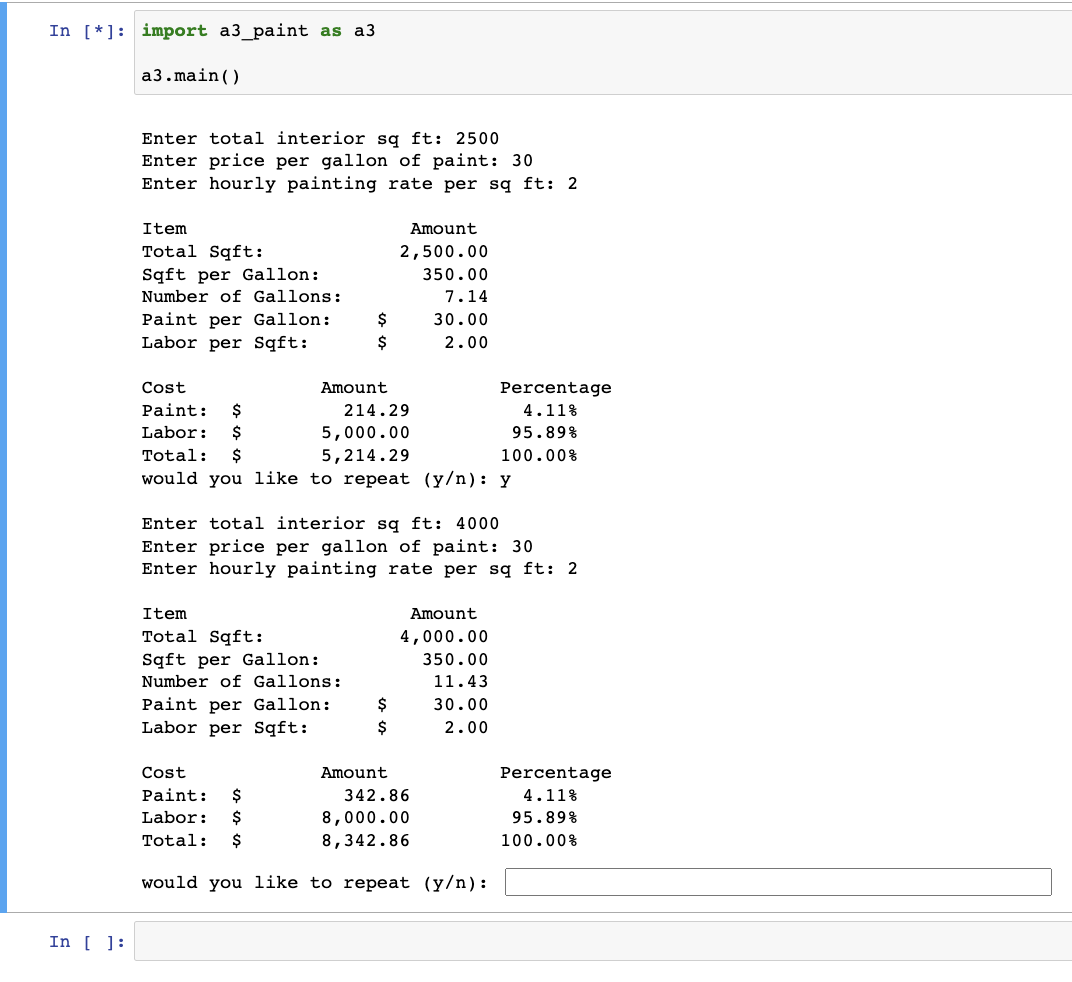 In [*]: import a3_paint as a3
a3.main()
Enter total interior sq ft: 2500
Enter price per gallon of paint: 30
Enter hourly painting rate per sq ft: 2
Item Amount
Total Sqft: 2,500.00
Sqft per Gallon: 350.00
Number of Gallons: 7.14
Paint per Gallon: $ 30.00
Labor per Sqft: $ 2.00
Cost Amount Percentage
Paint: $ 214.29 4.11%
Labor: $ 5,000.00 95.89%
Total: $ 5,214.29 100.00%
would you like to repeat (y/n): y
Enter total interior sq ft: 4000
Enter price per gallon of paint: 30
Enter hourly painting rate per sq ft: 2
Item Amount
Total Sqft: 4,000.00
Sqft per Gallon: 350.00
Number of Gallons: 11.43
Paint per Gallon: $ 30.00
Labor per Sqft: $ 2.00
Cost Amount Percentage
Paint: $ 342.86 4.11%
Labor: $ 8,000.00 95.89%
Total: $ 8,342.86 100.00%
would you like to repeat (y/n):
In [ ]: